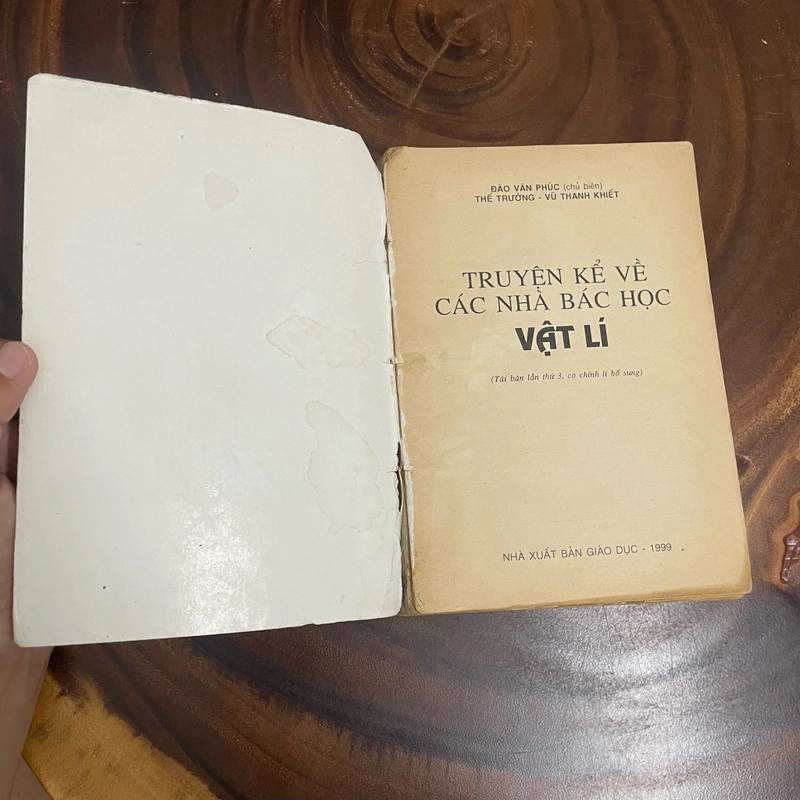 ĐÀO VĂN PHÚC (chủ biên)
THẾ TRƯỜNG - VŨ THANH KHIẾT
TRUYỆN KỂ VỀ
CÁC NHÀ BÁC HỌC
VẬT LÍ
(Tái bản lần thứ 3, có chỉnh lí bổ sung)
NHÀ XUẤT BẢN GIÁO DỤC - 1999